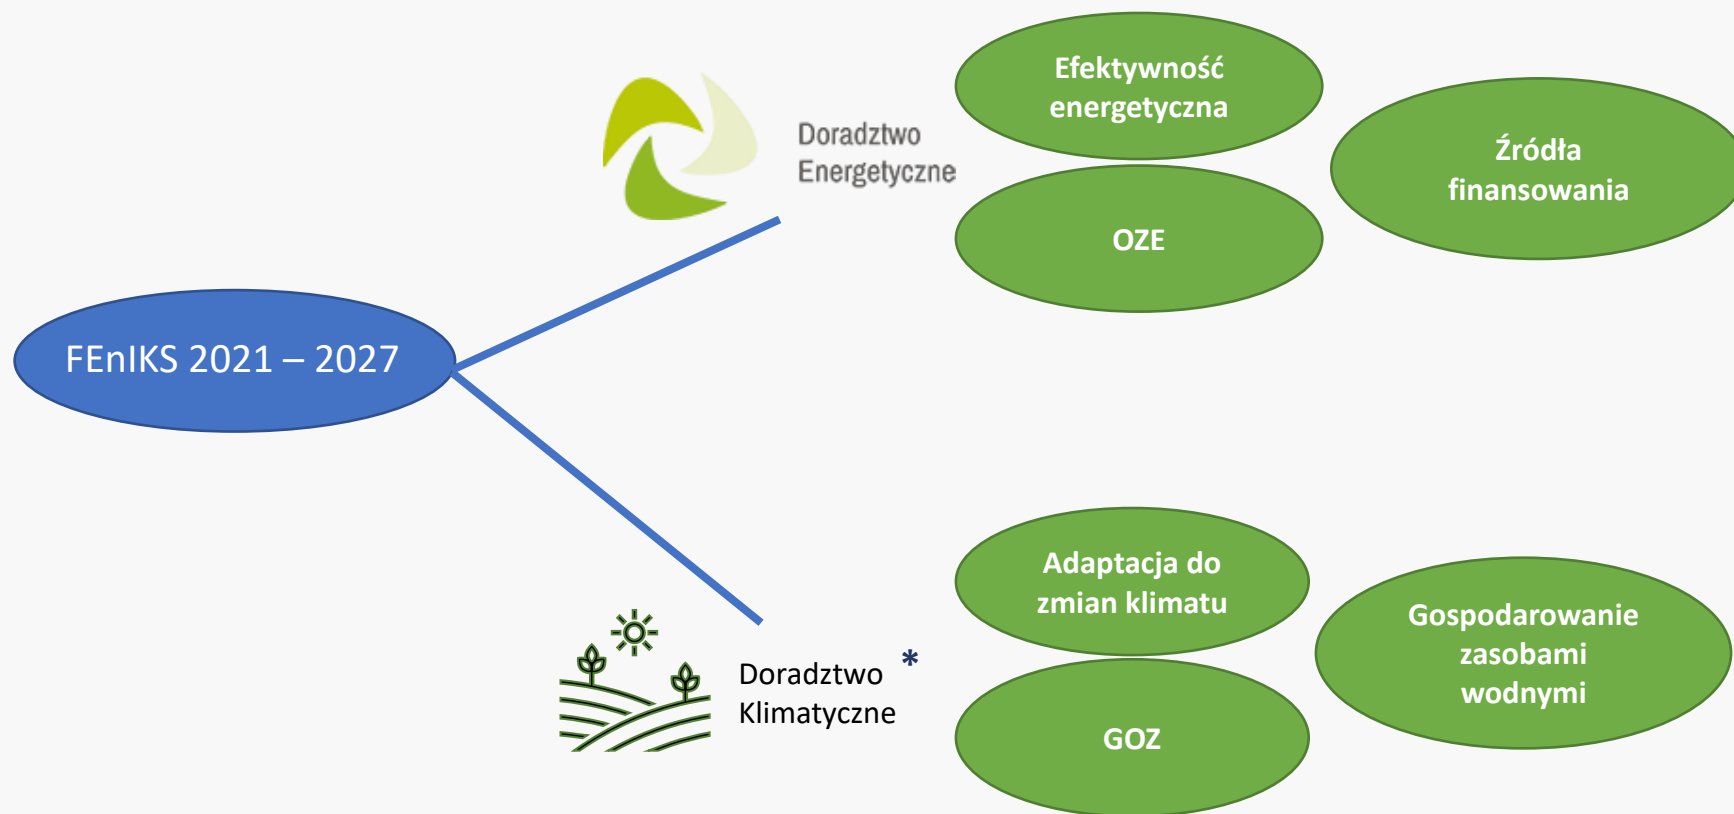 FEnIKS 2021 – 2027
Doradztwo
Energetyczne
Efektywność
energetyczna
OZE
Źródła
finansowania
Doradztwo *
Klimatyczne
Adaptacja do
zmian klimatu
GOZ
Gospodarowanie
zasobami
wodnymi